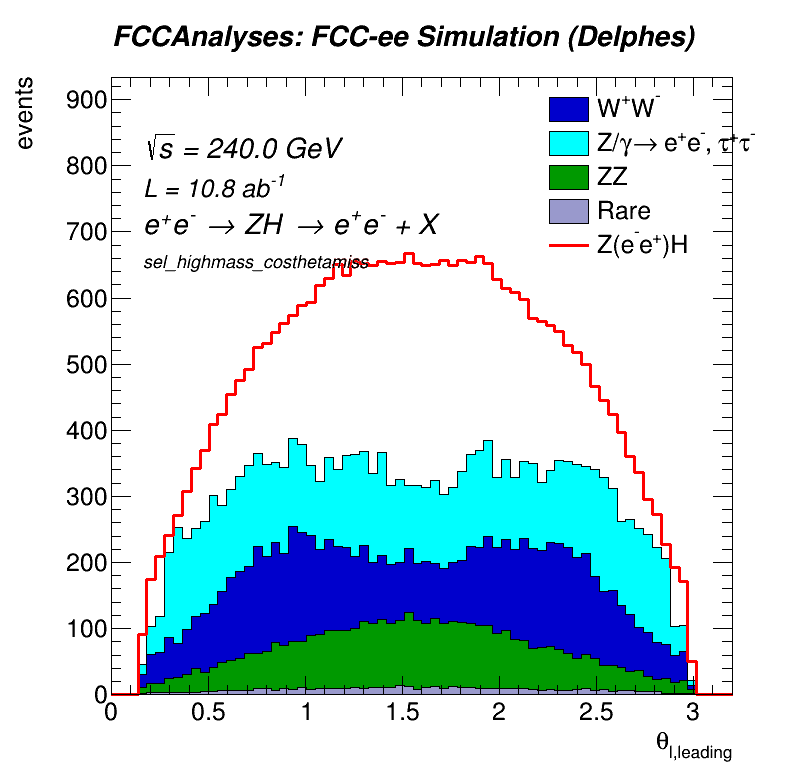 FCCAnalyses: FCC-ee Simulation (Delphes)
events
900
800
700
600
500
400
300
200
100
0
√s = 240.0 GeV
L = 10.8 ab⁻¹
e⁺e⁻ → ZH → e⁺e⁻ + X
sel_highmass_costhetamiss
W⁺W⁻
Z/γ→ e⁺e⁻, τ⁺τ⁻
ZZ
Rare
Z(e⁻e⁺)H
0 0.5 1 1.5 2 2.5 3
θl,leading